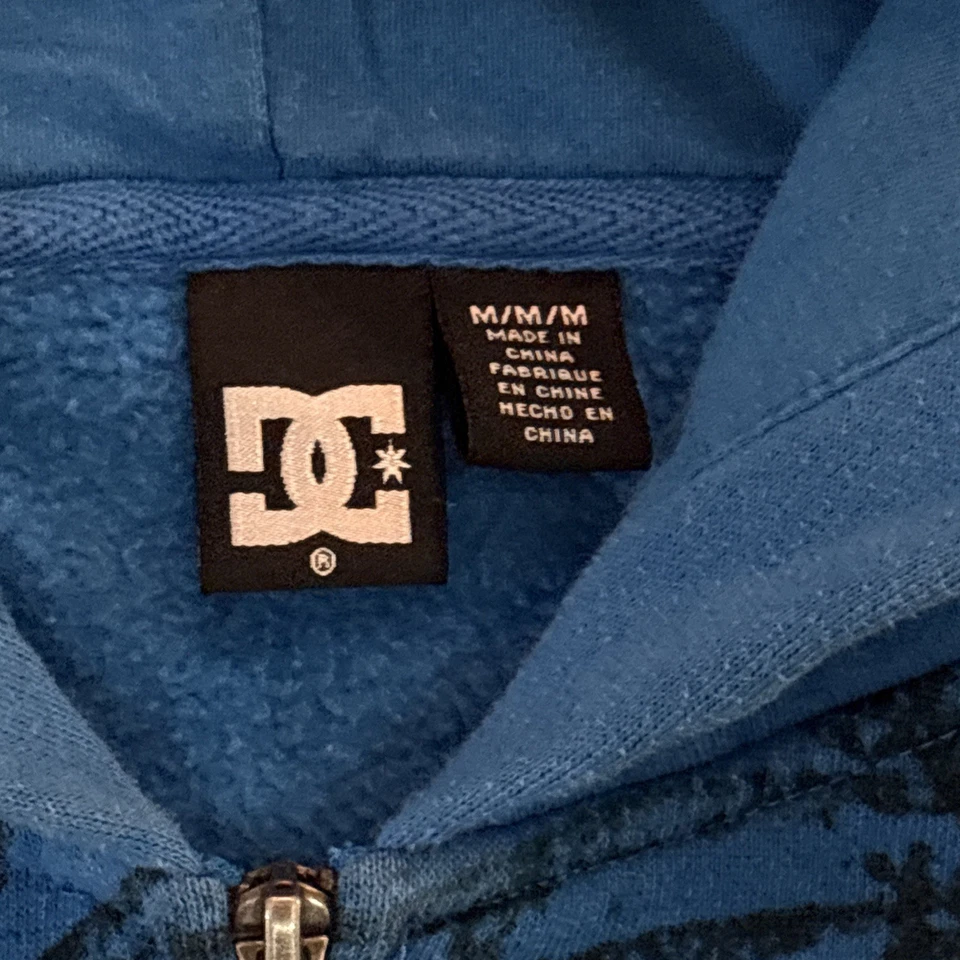 DC
®
M/M/M
MADE IN
CHINA
FABRIQUE
EN CHINE
HECHO EN
CHINA